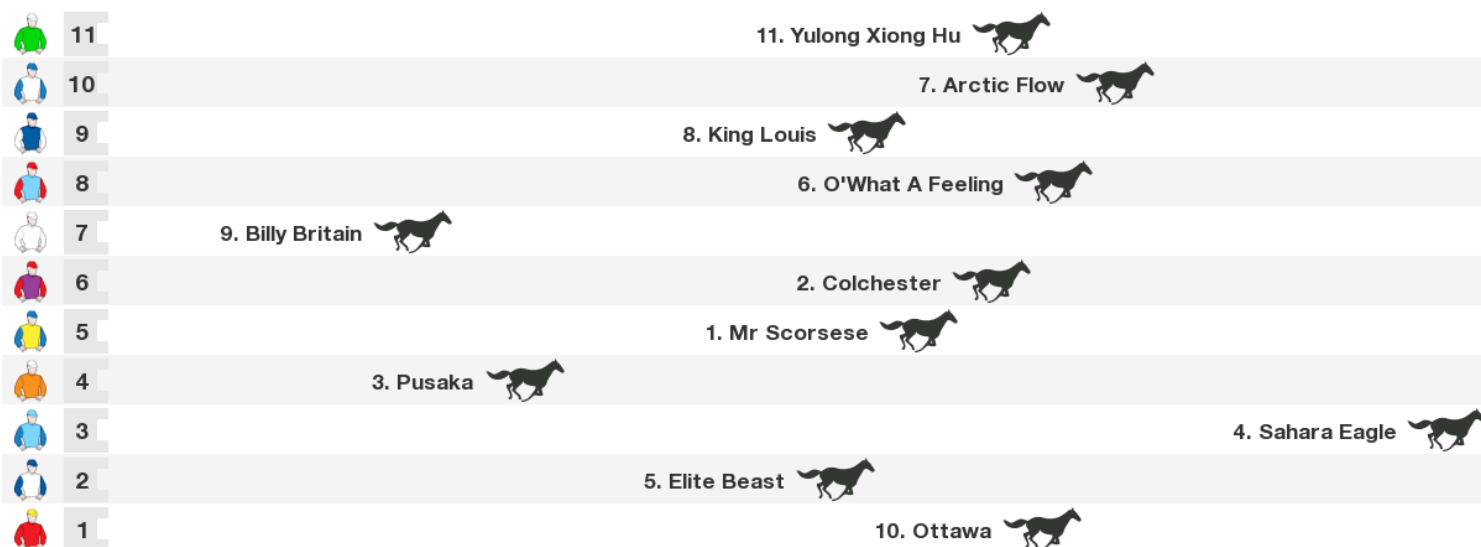 11 11. Yulong Xiong Hu
10 7. Arctic Flow
9 8. King Louis
8 6. O'What A Feeling
7 9. Billy Britain
6 2. Colchester
5 1. Mr Scorsese
4 3. Pusaka
3 4. Sahara Eagle
2 5. Elite Beast
1 10. Ottawa